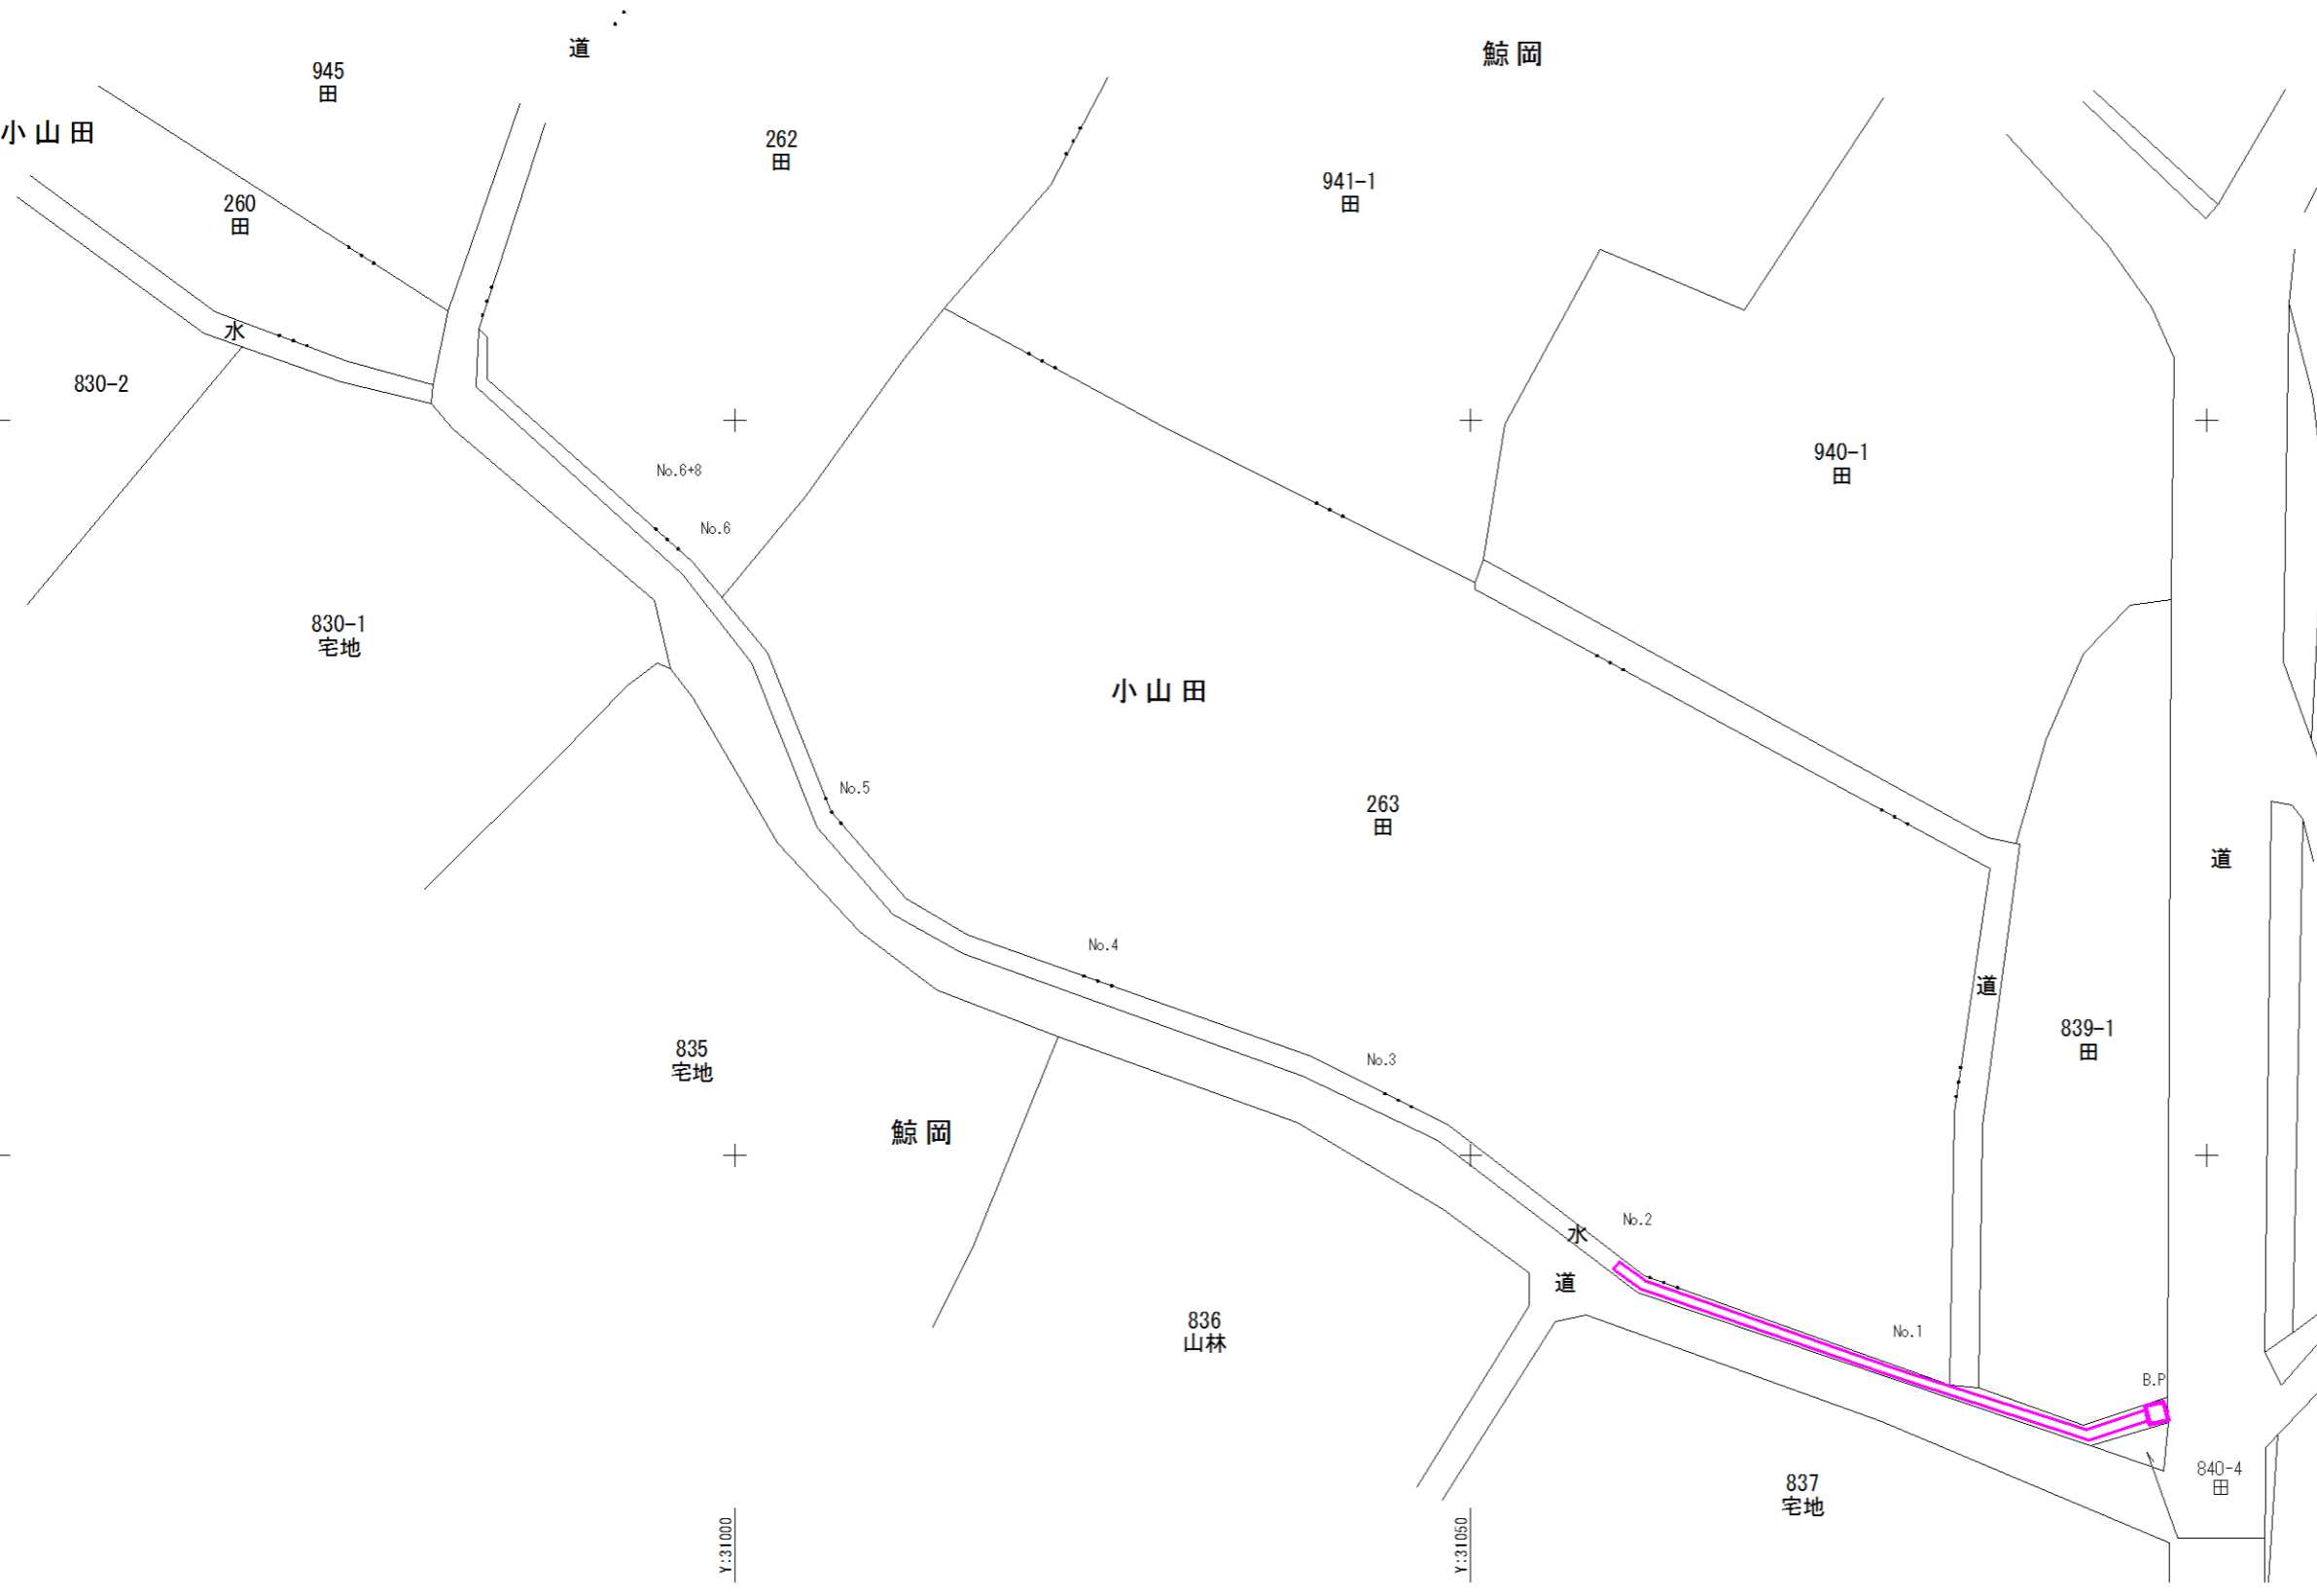 道
鯨岡
945
田
小山田
262
田
941-1
田
260
田
水
830-2
940-1
田
No.6+8
No.6
830-1
宅地
小山田
No.5
263
田
道
No.4
道
839-1
田
835
宅地
No.3
鯨岡
No.2
水
道
836
山林
No.1
B.P
840-4
田
837
宅地
Y:31000
Y:31050